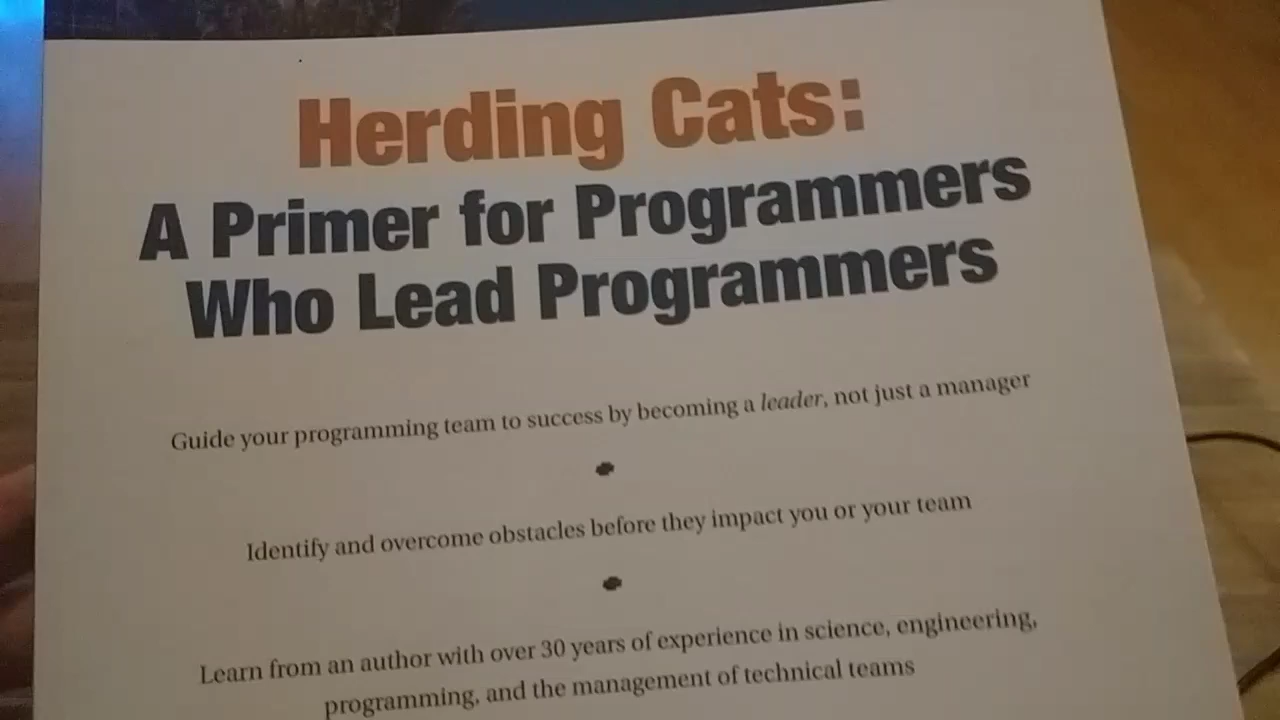 Herding Cats:
A Primer for Programmers
Who Lead Programmers
Guide your programming team to success by becoming a leader, not just a manager
Identify and overcome obstacles before they impact you or your team
Learn from an author with over 30 years of experience in science, engineering,
programming, and the management of technical teams